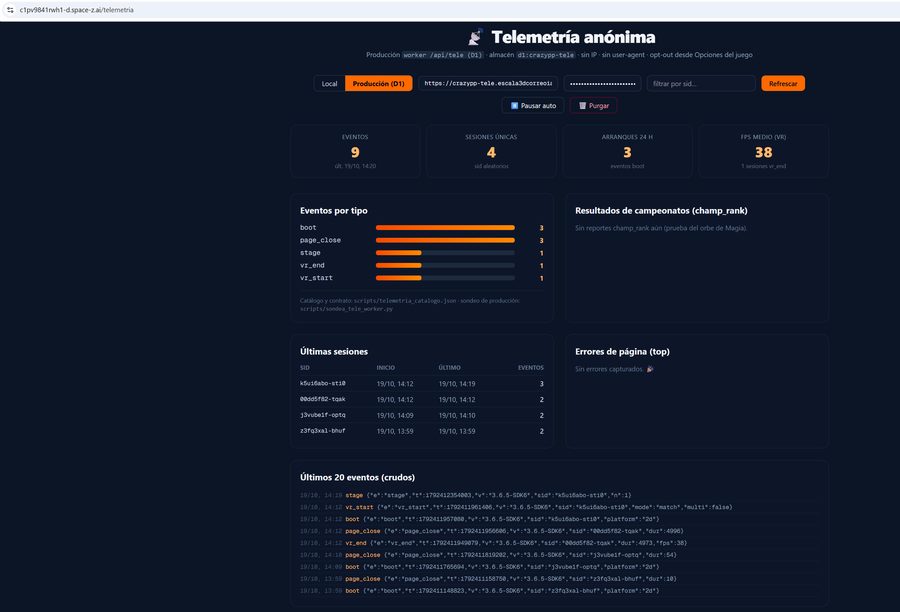 c1pv9841rwh1-d.space-z.ai/telemetria
Telemetría anónima
Producción worker /api/tele (D1) · almacén d1:crazypp-tele · sin IP · sin user-agent · opt-out desde Opciones del juego
Local Producción (D1) https://crazypp-tele.escala3dcorreoi filtrar por sid... Refrescar
Pausar auto Purgar
EVENTOS
9
últ. 19/10, 14:20
SESIONES ÚNICAS
4
sid aleatorios
ARRANQUES 24 H
3
eventos boot
FPS MEDIO (VR)
38
1 sesiones vr_end
Eventos por tipo
boot 3
page_close 3
stage 1
vr_end 1
vr_start 1
Catálogo y contrato: scripts/telemetria_catalogo.json · sondeo de producción:
scripts/sondea_tele_worker.py
Resultados de campeonatos (champ_rank)
Sin reportes champ_rank aún (prueba del orbe de Magia).
Últimas sesiones
SID INICIO ÚLTIMO EVENTOS
k5ui6abo-sti0 19/10, 14:12 19/10, 14:19 3
00dd5f82-tqak 19/10, 14:12 19/10, 14:12 2
j3vube1f-optq 19/10, 14:09 19/10, 14:10 2
z3fq3xal-bhuf 19/10, 13:59 19/10, 13:59 2
Errores de página (top)
Sin errores capturados.
Últimos 20 eventos (crudos)
19/10, 14:19 stage {"e":"stage","t":1792412354003,"v":"3.6.5-SDK6","sid":"k5ui6abo-sti0","n":1}
19/10, 14:12 vr_start {"e":"vr_start","t":1792411961406,"v":"3.6.5-SDK6","sid":"k5ui6abo-sti0","mode":"match","multi":false}
19/10, 14:12 boot {"e":"boot","t":1792411957080,"v":"3.6.5-SDK6","sid":"k5ui6abo-sti0","platform":"2d"}
19/10, 14:12 page_close {"e":"page_close","t":1792411956606,"v":"3.6.5-SDK6","sid":"00dd5f82-tqak","dur":4996}
19/10, 14:12 vr_end {"e":"vr_end","t":1792411949079,"v":"3.6.5-SDK6","sid":"00dd5f82-tqak","dur":4973,"fps":38}
19/10, 14:10 page_close {"e":"page_close","t":1792411819202,"v":"3.6.5-SDK6","sid":"j3vube1f-optq","dur":54}
19/10, 14:09 boot {"e":"boot","t":1792411765694,"v":"3.6.5-SDK6","sid":"j3vube1f-optq","platform":"2d"}
19/10, 13:59 page_close {"e":"page_close","t":1792411158750,"v":"3.6.5-SDK6","sid":"z3fq3xal-bhuf","dur":10}
19/10, 13:59 boot {"e":"boot","t":1792411148823,"v":"3.6.5-SDK6","sid":"z3fq3xal-bhuf","platform":"2d"}